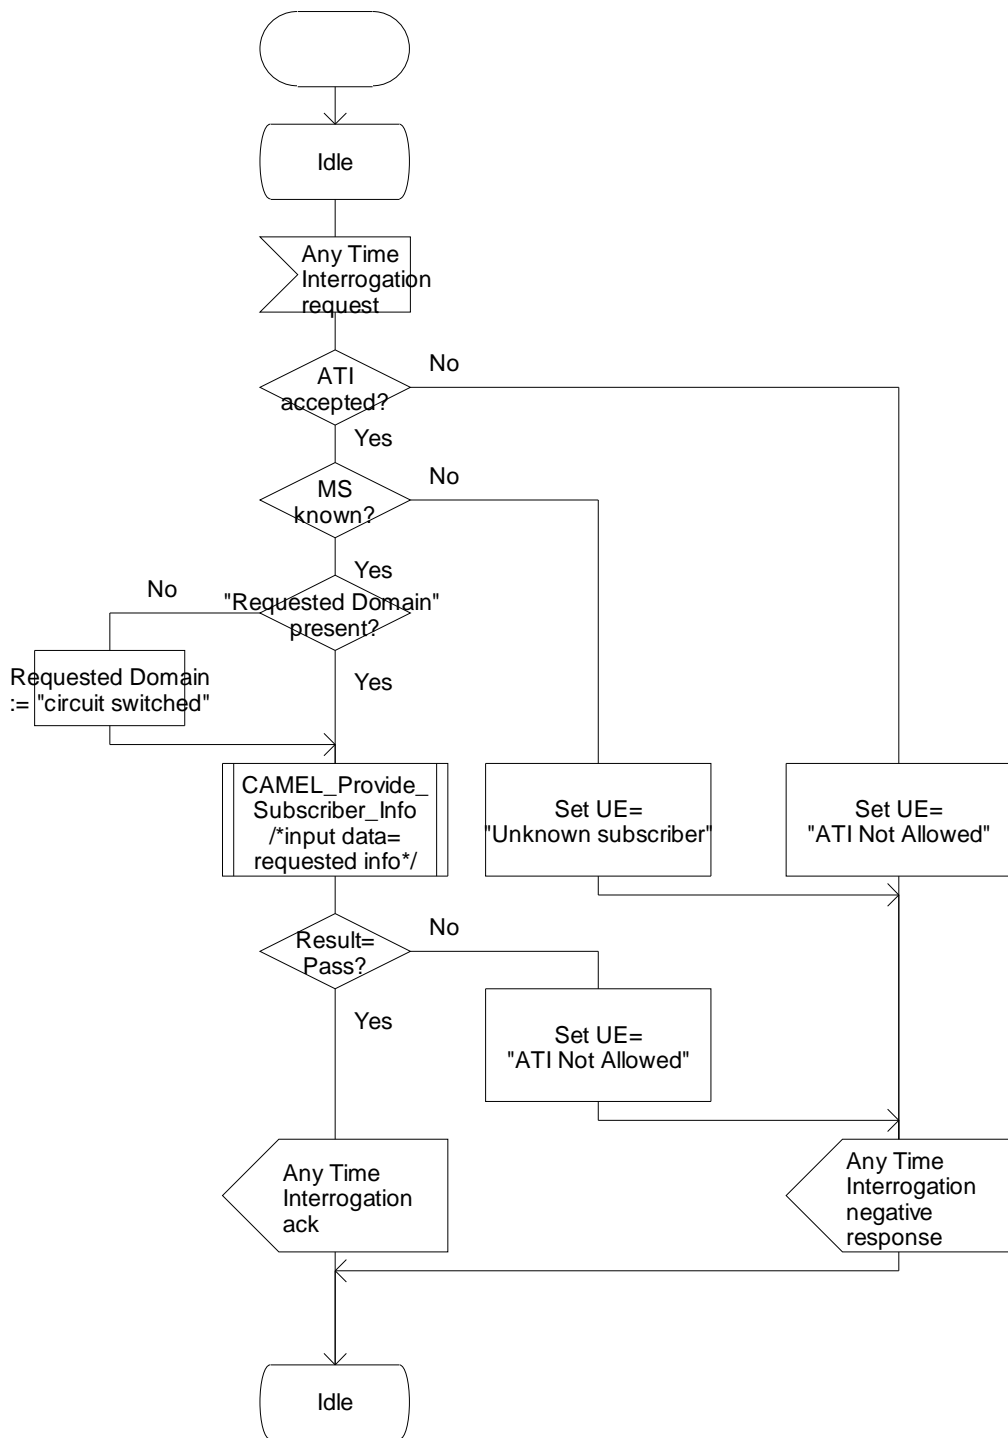 Idle
Any Time
Interrogation
request
ATI
accepted?
No
Yes
MS
known?
No
Yes
"Requested Domain"
present?
No
Yes
Requested Domain
:= "circuit switched"
CAMEL_Provide_
Subscriber_Info
/*input data=
requested info*/
Set UE=
"Unknown subscriber"
Set UE=
"ATI Not Allowed"
Result=
Pass?
No
Yes
Set UE=
"ATI Not Allowed"
Any Time
Interrogation
ack
Any Time
Interrogation
negative
response
Idle